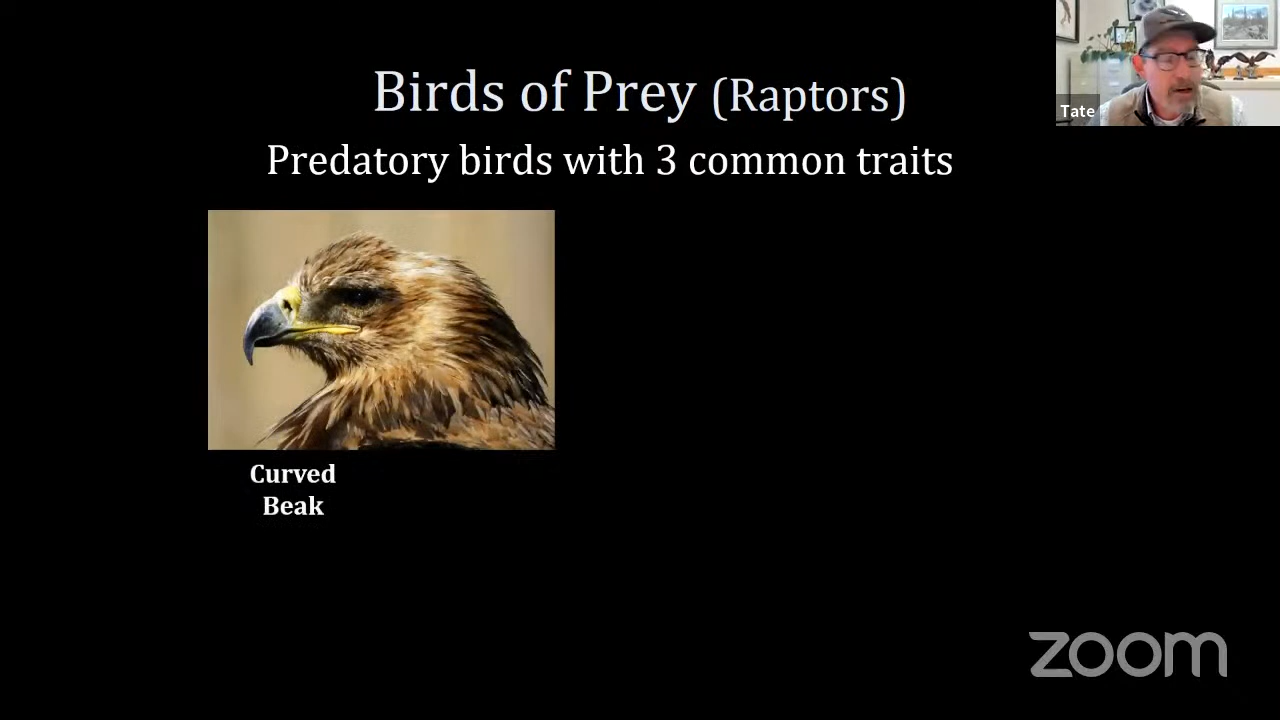 Birds of Prey (Raptors)
Predatory birds with 3 common traits
Tate
Curved
Beak
zoom